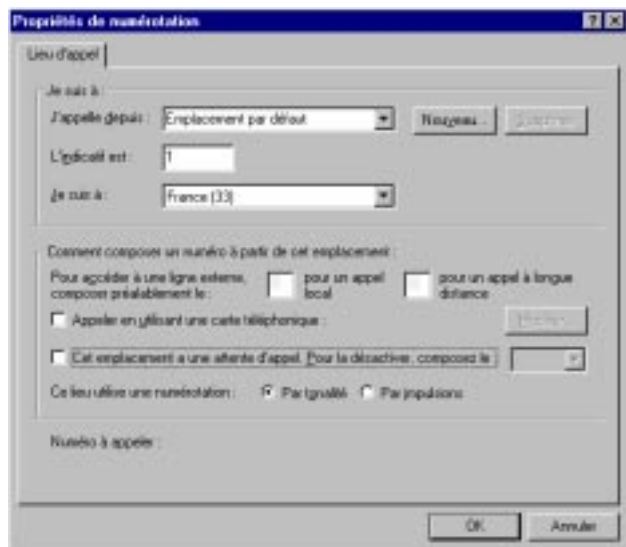 Propriétés de numérotation
Lieu d'appel
Je suis à :
J'appelle depuis : Emplacement par défaut Nouveau... Supprimer
L'indicatif est : 1
Je suis à : France (33)
Comment composer un numéro à partir de cet emplacement :
Pour accéder à une ligne externe, pour un appel pour un appel à longue
composer préalablement le : local distance
Appeler en utilisant une carte téléphonique :
Cet emplacement a une attente d'appel. Pour la désactiver, composez le :
Ce lieu utilise une numérotation : Par tonalité Par impulsions
Numéro à appeler :
OK Annuler